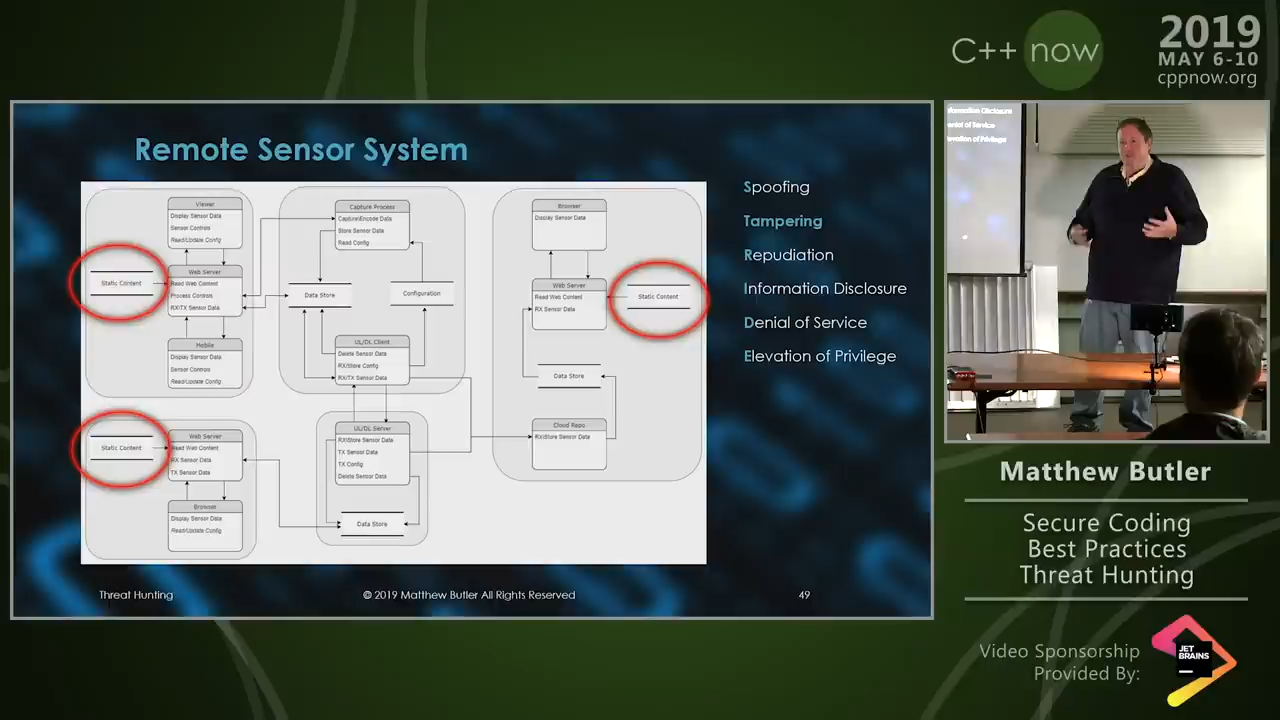 C++ now
2019
MAY 6-10
cppnow.org
Remote Sensor System
Viewer
Display Sensor Data
Sensor Controls
Read/Update Config
Static Content
Web Server
Read Web Content
Process Controls
RX/TX Sensor Data
Mobile
Display Sensor Data
Sensor Controls
Read/Update Config
Capture Process
Capture/Encode Data
Store Sensor Data
Read Config
Data Store
Configuration
UL/DL Client
Delete Sensor Data
RX/Store Config
RX/TX Sensor Data
Browser
Display Sensor Data
Web Server
Read Web Content
RX Sensor Data
Static Content
Data Store
Cloud Repo
RX/Store Sensor Data
Static Content
Web Server
Read Web Content
RX Sensor Data
TX Sensor Data
Browser
Display Sensor Data
Read/Update Config
UL/DL Server
RX/Store Sensor Data
TX Sensor Data
TX Config
Delete Sensor Data
Data Store
Spoofing
Tampering
Repudiation
Information Disclosure
Denial of Service
Elevation of Privilege
Threat Hunting
© 2019 Matthew Butler All Rights Reserved
49
Matthew Butler
Secure Coding
Best Practices
Threat Hunting
Video Sponsorship
Provided By:
JET
BRAINS